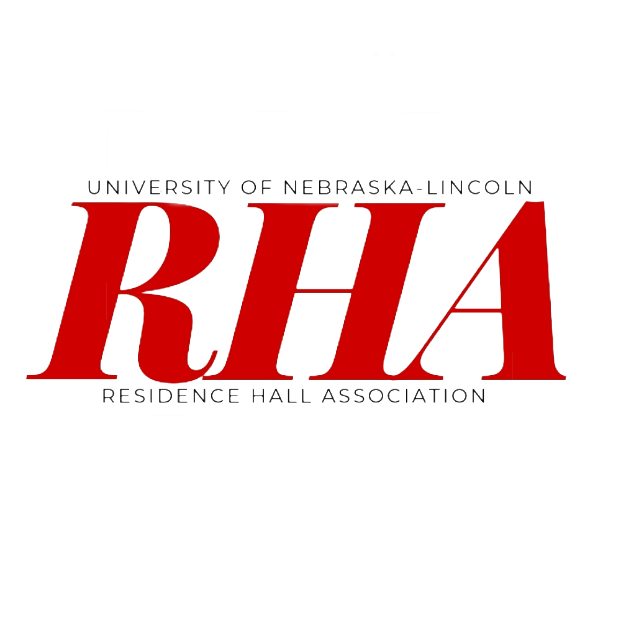 UNIVERSITY OF NEBRASKA-LINCOLN
RHA
RESIDENCE HALL ASSOCIATION